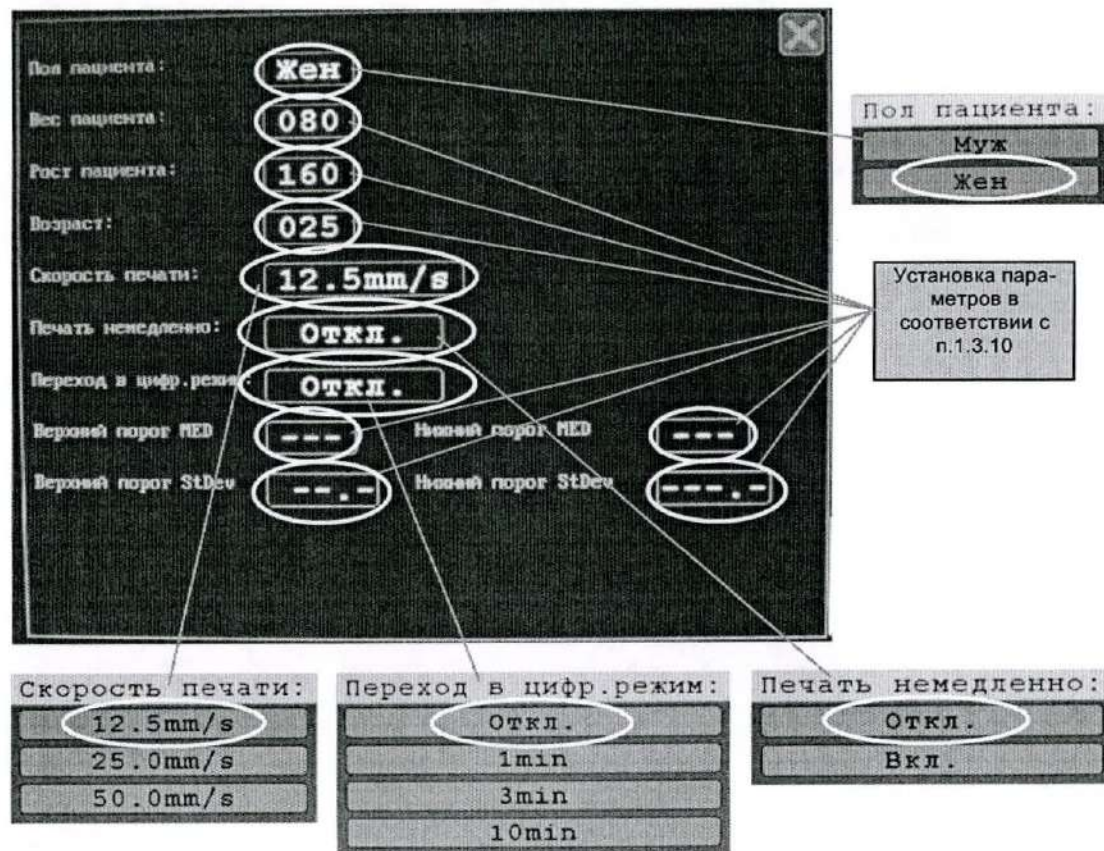 Пол пациента: Жен
Вес пациента: 080
Рост пациента: 160
Возраст: 025
Скорость печати: 12.5mm/s
Печать немедленно: Откл.
Переход в цифр.режим: Откл.
Верхний порог MED --- Нижний порог MED ---
Верхний порог StDev --.- Нижний порог StDev ---.-
Пол пациента:
Муж
Жен
Установка пара-
метров в
соответствии с
п.1.3.10
Скорость печати:
12.5mm/s
25.0mm/s
50.0mm/s
Переход в цифр.режим:
Откл.
1min
3min
10min
Печать немедленно:
Откл.
Вкл.